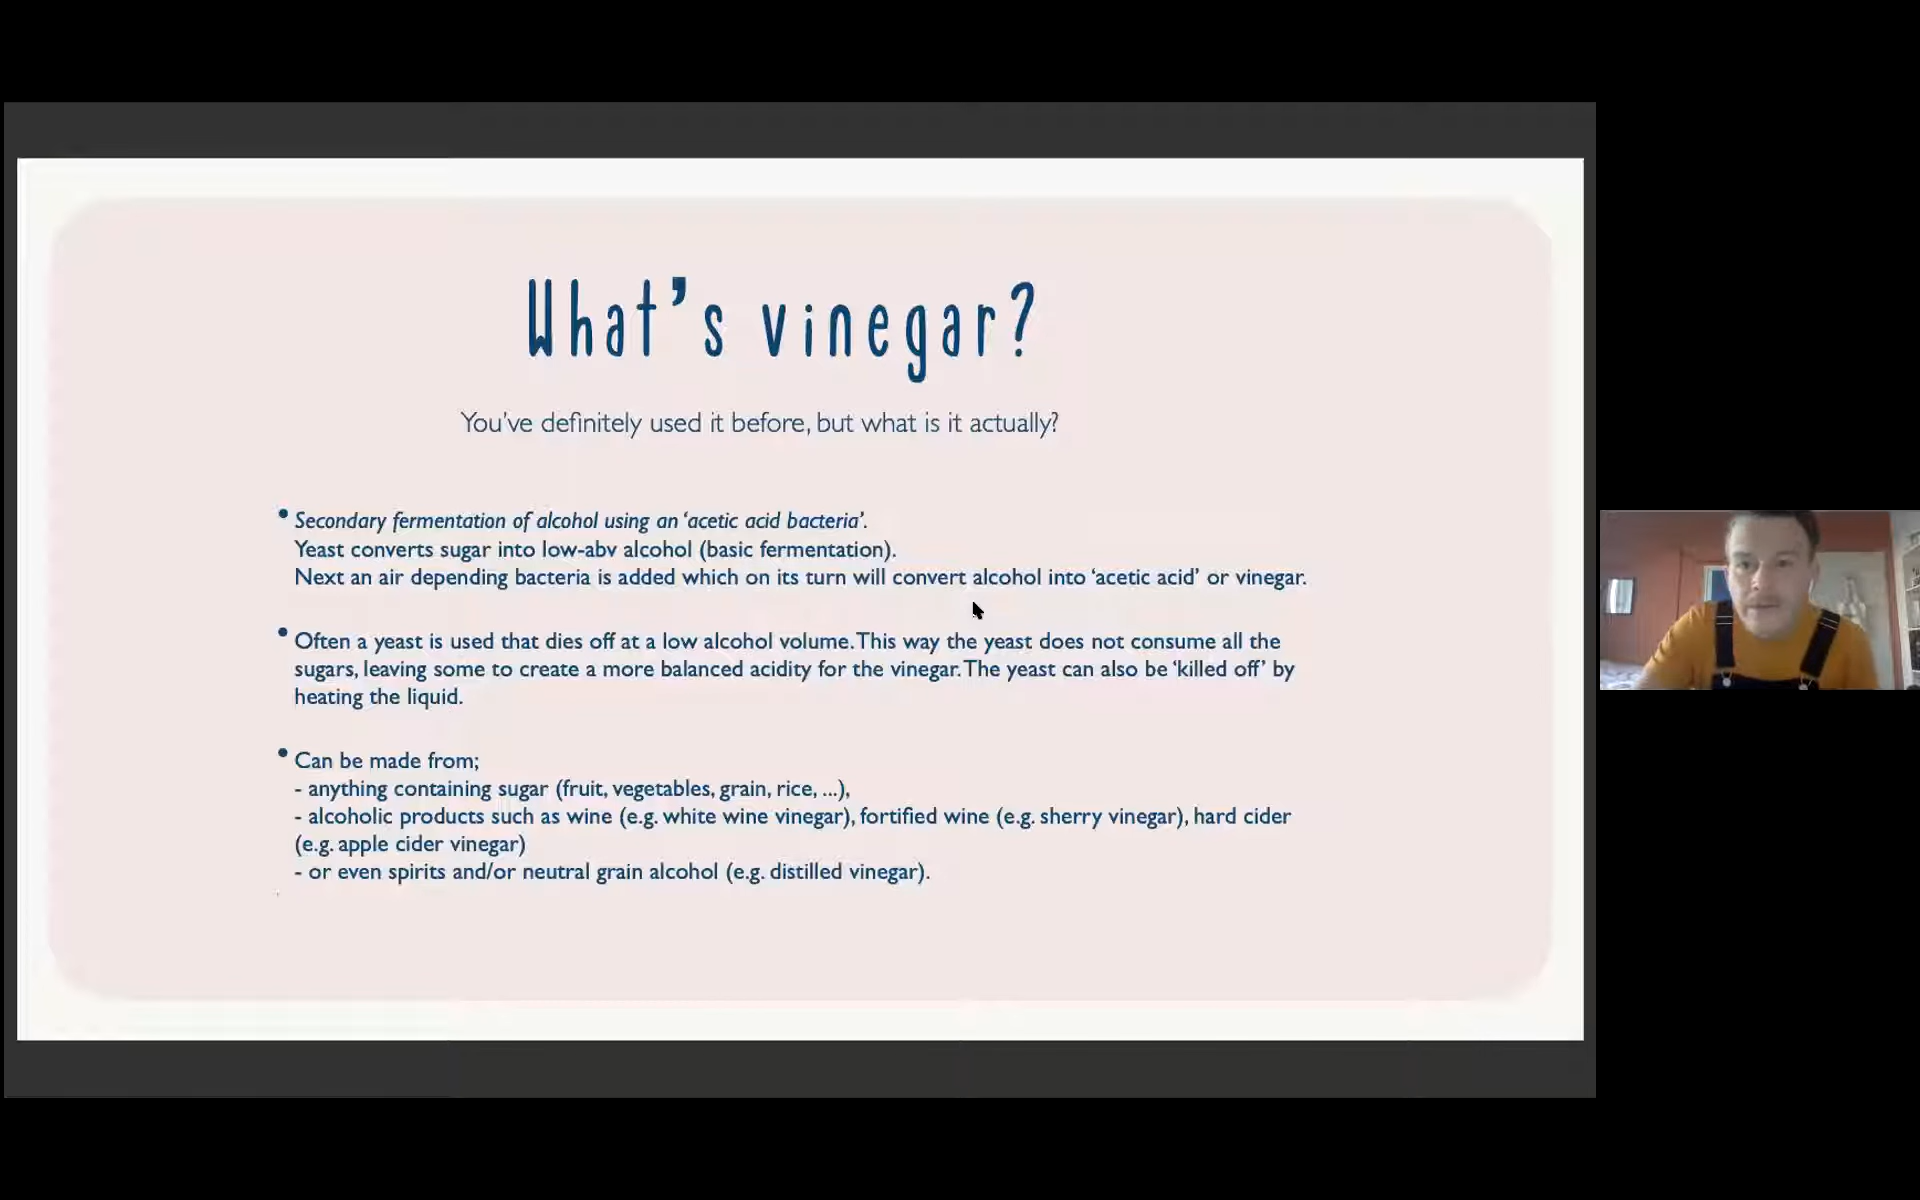 What's vinegar?
You've definitely used it before, but what is it actually?
• Secondary fermentation of alcohol using an ‘acetic acid bacteria’.
Yeast converts sugar into low-abv alcohol (basic fermentation).
Next an air depending bacteria is added which on its turn will convert alcohol into ‘acetic acid’ or vinegar.
• Often a yeast is used that dies off at a low alcohol volume. This way the yeast does not consume all the
sugars, leaving some to create a more balanced acidity for the vinegar. The yeast can also be ‘killed off’ by
heating the liquid.
• Can be made from;
- anything containing sugar (fruit, vegetables, grain, rice, ...),
- alcoholic products such as wine (e.g. white wine vinegar), fortified wine (e.g. sherry vinegar), hard cider
(e.g. apple cider vinegar)
- or even spirits and/or neutral grain alcohol (e.g. distilled vinegar).